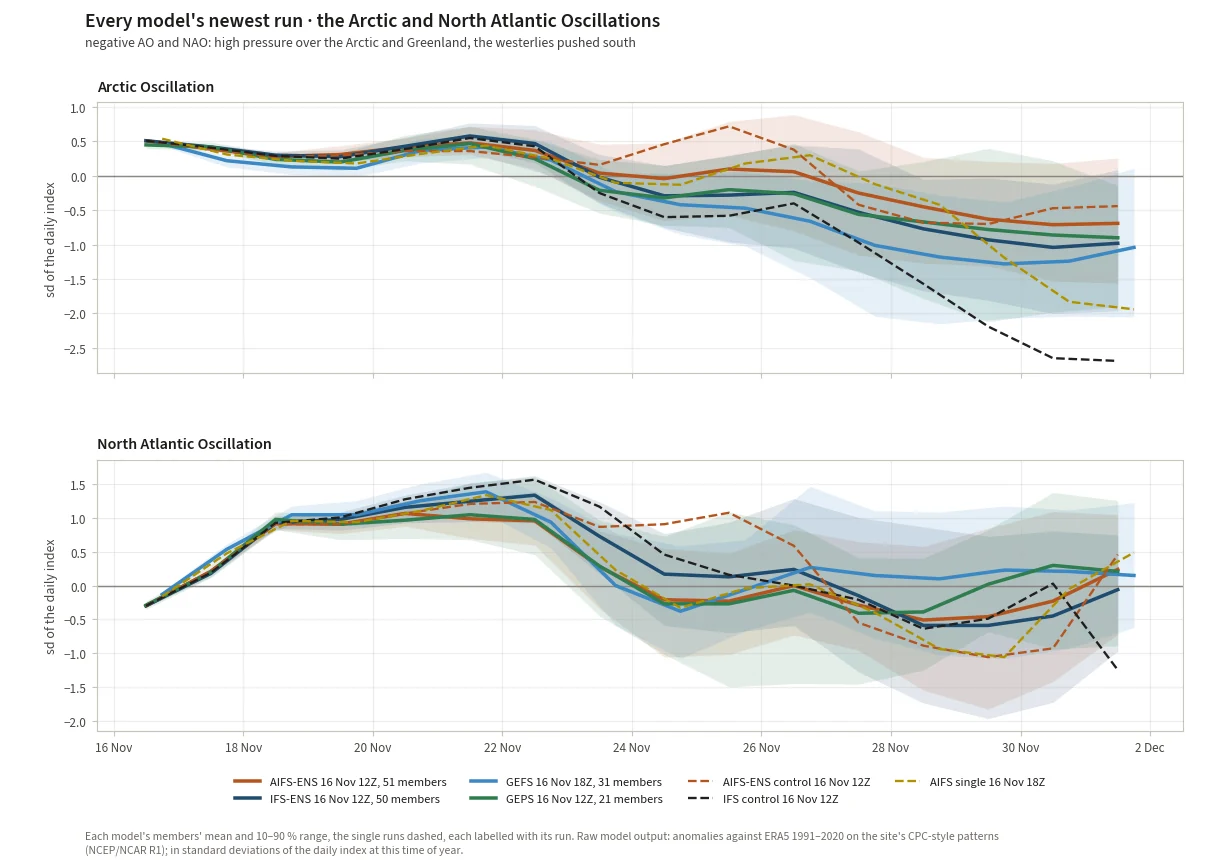 Every model's newest run · the Arctic and North Atlantic Oscillations
negative AO and NAO: high pressure over the Arctic and Greenland, the westerlies pushed south
Arctic Oscillation
sd of the daily index
1.0
0.5
0.0
−0.5
−1.0
−1.5
−2.0
−2.5
North Atlantic Oscillation
sd of the daily index
1.5
1.0
0.5
0.0
−0.5
−1.0
−1.5
−2.0
16 Nov 18 Nov 20 Nov 22 Nov 24 Nov 26 Nov 28 Nov 30 Nov 2 Dec
AIFS-ENS 16 Nov 12Z, 51 members GEFS 16 Nov 18Z, 31 members AIFS-ENS control 16 Nov 12Z AIFS single 16 Nov 18Z
IFS-ENS 16 Nov 12Z, 50 members GEPS 16 Nov 12Z, 21 members IFS control 16 Nov 12Z
Each model's members' mean and 10–90 % range, the single runs dashed, each labelled with its run. Raw model output: anomalies against ERA5 1991–2020 on the site's CPC-style patterns
(NCEP/NCAR R1); in standard deviations of the daily index at this time of year.